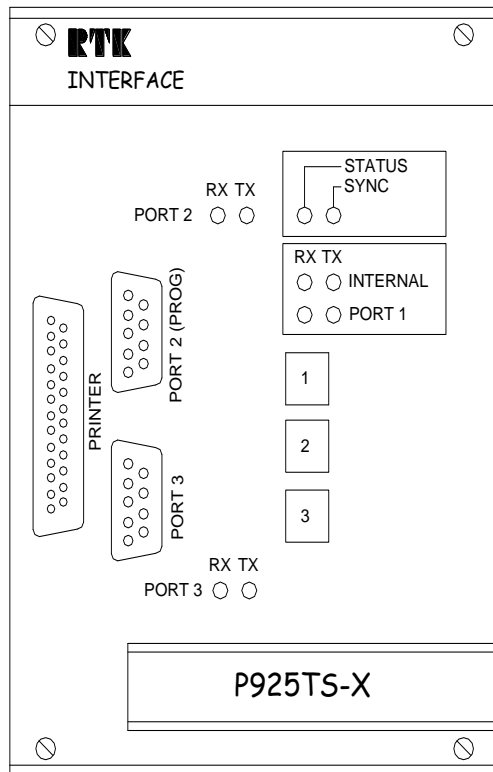 RTK
INTERFACE
STATUS
SYNC
RX TX
PORT 2
RX TX
INTERNAL
PORT 1
PORT 2 (PROG)
PRINTER
1
2
3
PORT 3
RX TX
PORT 3
P925TS-X